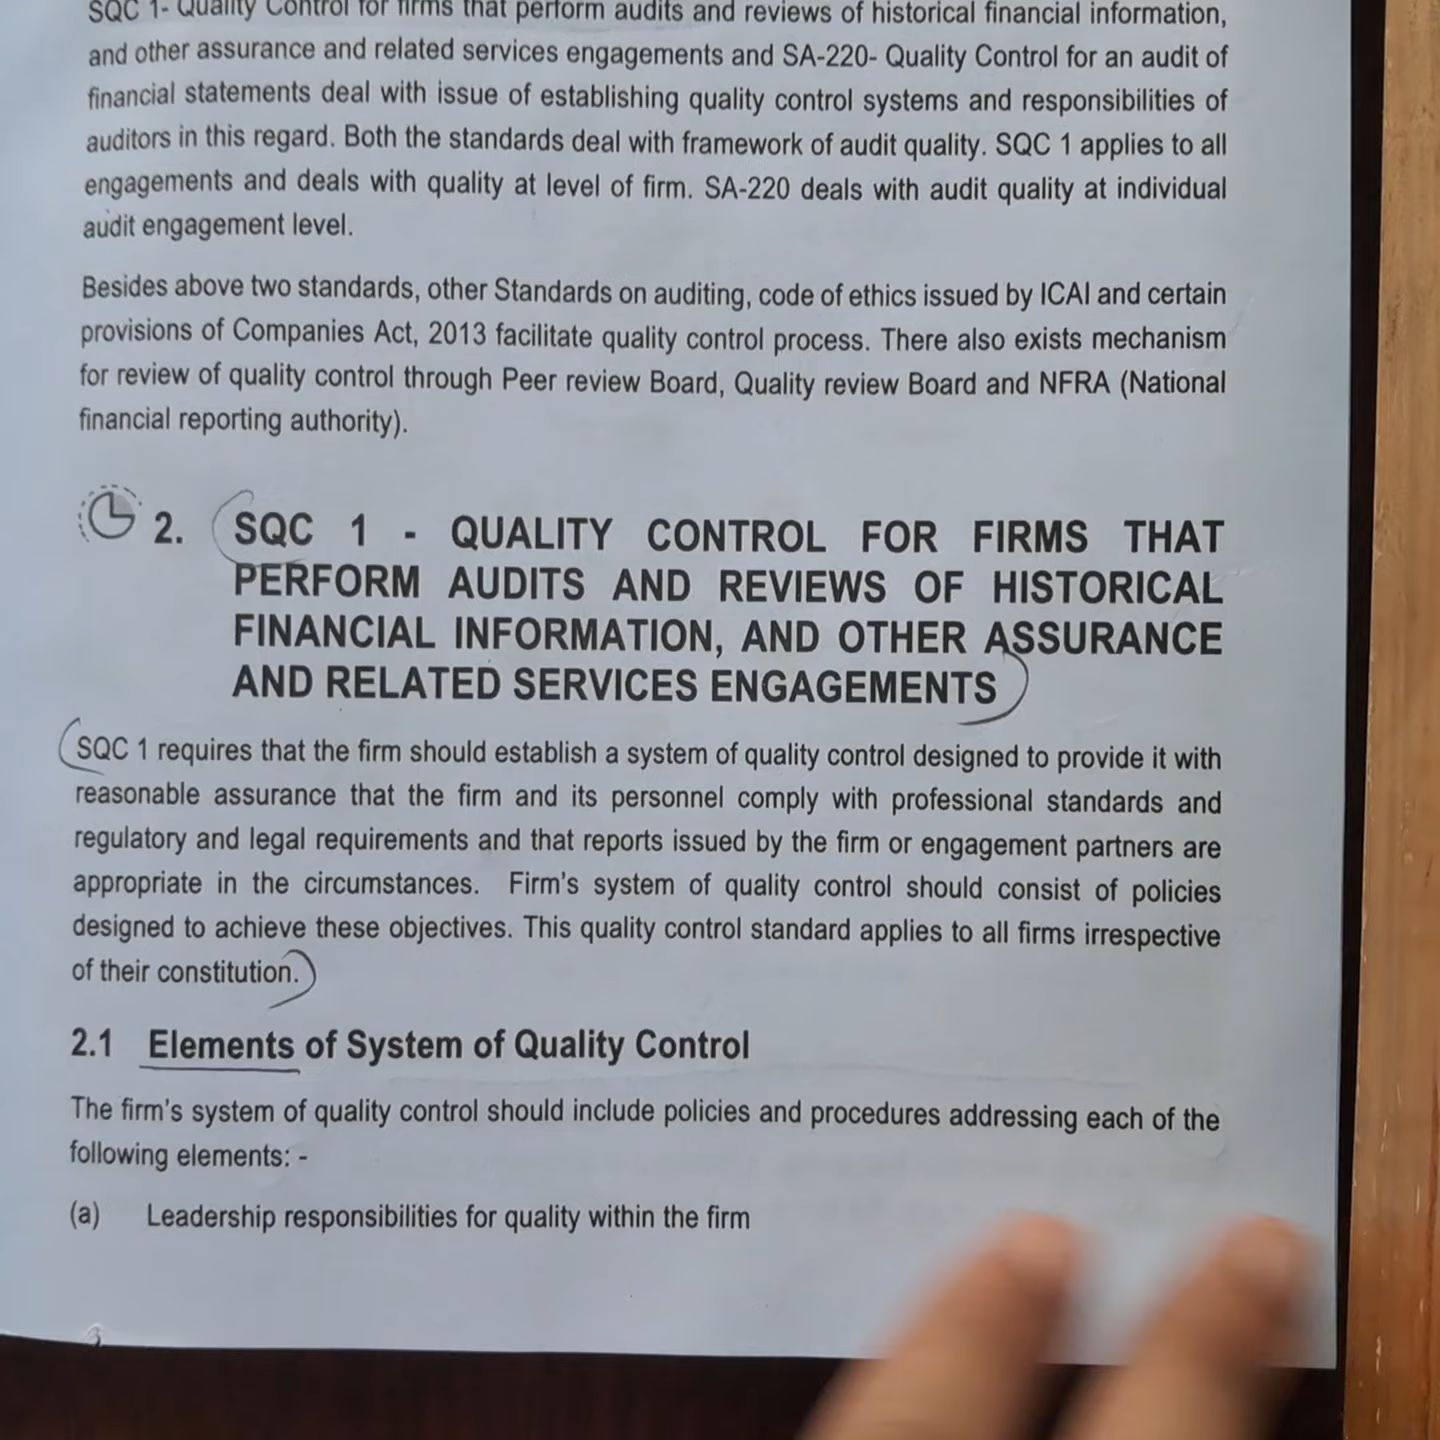 SQC 1- Quality Control for firms that perform audits and reviews of historical financial information,
and other assurance and related services engagements and SA-220- Quality Control for an audit of
financial statements deal with issue of establishing quality control systems and responsibilities of
auditors in this regard. Both the standards deal with framework of audit quality. SQC 1 applies to all
engagements and deals with quality at level of firm. SA-220 deals with audit quality at individual
audit engagement level.
Besides above two standards, other Standards on auditing, code of ethics issued by ICAI and certain
provisions of Companies Act, 2013 facilitate quality control process. There also exists mechanism
for review of quality control through Peer review Board, Quality review Board and NFRA (National
financial reporting authority).
2. SQC 1 - QUALITY CONTROL FOR FIRMS THAT
PERFORM AUDITS AND REVIEWS OF HISTORICAL
FINANCIAL INFORMATION, AND OTHER ASSURANCE
AND RELATED SERVICES ENGAGEMENTS
SQC 1 requires that the firm should establish a system of quality control designed to provide it with
reasonable assurance that the firm and its personnel comply with professional standards and
regulatory and legal requirements and that reports issued by the firm or engagement partners are
appropriate in the circumstances. Firm's system of quality control should consist of policies
designed to achieve these objectives. This quality control standard applies to all firms irrespective
of their constitution.
2.1 Elements of System of Quality Control
The firm's system of quality control should include policies and procedures addressing each of the
following elements: -
(a) Leadership responsibilities for quality within the firm